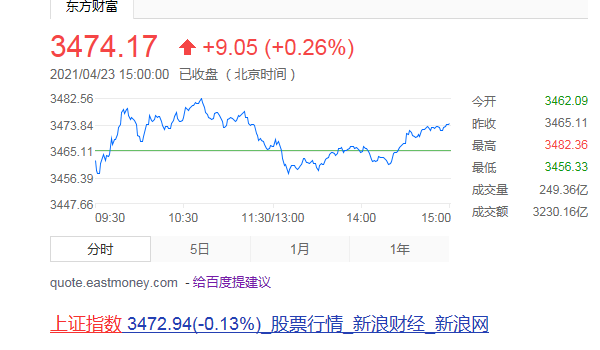 东方财富
3474.17 +9.05 (+0.26%)
2021/04/23 15:00:00 已收盘 (北京时间)
3482.56
3473.84
3465.11
3456.39
3447.66
09:30 10:30 11:30/13:00 14:00 15:00
今开 3462.09
昨收 3465.11
最高 3482.36
最低 3456.33
成交量 249.36亿
成交额 3230.16亿
分时 5日 1月 1年
quote.eastmoney.com - 给百度提建议
上证指数 3472.94(-0.13%)_股票行情_新浪财经_新浪网